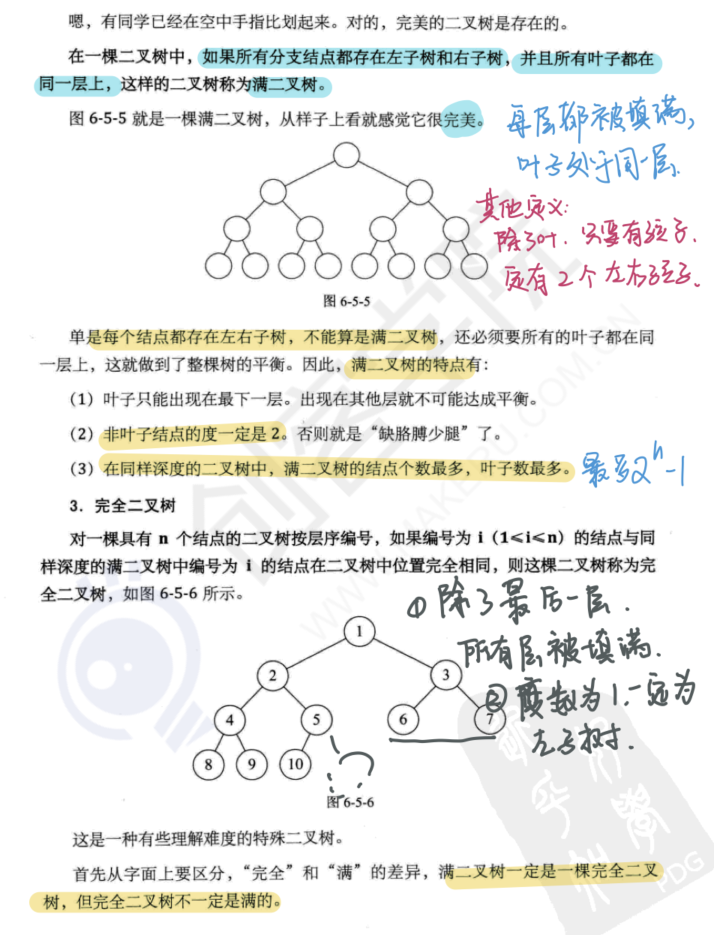 嗯，有同学已经在空中手指比划起来。对的，完美的二叉树是存在的。
在一棵二叉树中，如果所有分支结点都存在左子树和右子树，并且所有叶子都在
同一层上，这样的二叉树称为满二叉树。
图 6-5-5 就是一棵满二叉树，从样子上看就感觉它很完美。
每层都被填满，
叶子处于同一层.
其他定义:
除了叶. 只要有孩子.
定有2个左右孩子.
图 6-5-5
单是每个结点都存在左右子树，不能算是满二叉树，还必须要所有的叶子都在同
一层上，这就做到了整棵树的平衡。因此，满二叉树的特点有：
（1）叶子只能出现在最下一层。出现在其他层就不可能达成平衡。
（2）非叶子结点的度一定是 2。否则就是“缺胳膊少腿”了。
（3）在同样深度的二叉树中，满二叉树的结点个数最多，叶子数最多。
最多2^h-1
3．完全二叉树
对一棵具有 n 个结点的二叉树按层序编号，如果编号为 i（1≤i≤n）的结点与同
样深度的满二叉树中编号为 i 的结点在二叉树中位置完全相同，则这棵二叉树称为完
全二叉树，如图 6-5-6 所示。
① 除了最后一层.
所有层被填满.
② 度数为1.一定为
左子树.
1
2 3
4 5 6 7
8 9 10
图 6-5-6
这是一种有些理解难度的特殊二叉树。
首先从字面上要区分，“完全”和“满”的差异，满二叉树一定是一棵完全二叉
树，但完全二叉树不一定是满的。
创客学院
WWW.MAKERU.COM.CN
PDG